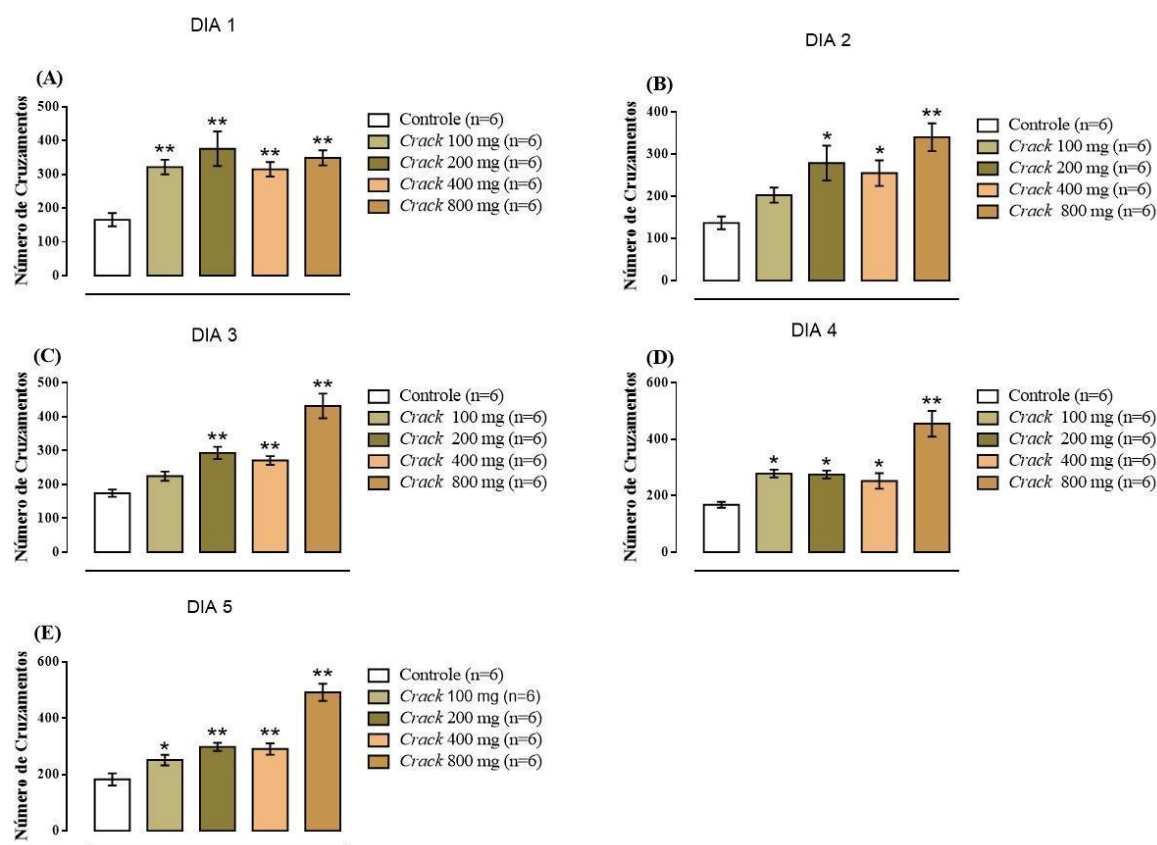 DIA 1
(A)
Número de Cruzamentos
500
400
300
200
100
0
**
**
**
**
Controle (n=6)
Crack 100 mg (n=6)
Crack 200 mg (n=6)
Crack 400 mg (n=6)
Crack 800 mg (n=6)
DIA 2
(B)
Número de Cruzamentos
400
300
200
100
0
*
*
**
Controle (n=6)
Crack 100 mg (n=6)
Crack 200 mg (n=6)
Crack 400 mg (n=6)
Crack 800 mg (n=6)
DIA 3
(C)
Número de Cruzamentos
500
400
300
200
100
0
**
**
**
Controle (n=6)
Crack 100 mg (n=6)
Crack 200 mg (n=6)
Crack 400 mg (n=6)
Crack 800 mg (n=6)
DIA 4
(D)
Número de Cruzamentos
600
400
200
0
*
*
*
**
Controle (n=6)
Crack 100 mg (n=6)
Crack 200 mg (n=6)
Crack 400 mg (n=6)
Crack 800 mg (n=6)
DIA 5
(E)
Número de Cruzamentos
600
400
200
0
*
**
**
**
Controle (n=6)
Crack 100 mg (n=6)
Crack 200 mg (n=6)
Crack 400 mg (n=6)
Crack 800 mg (n=6)